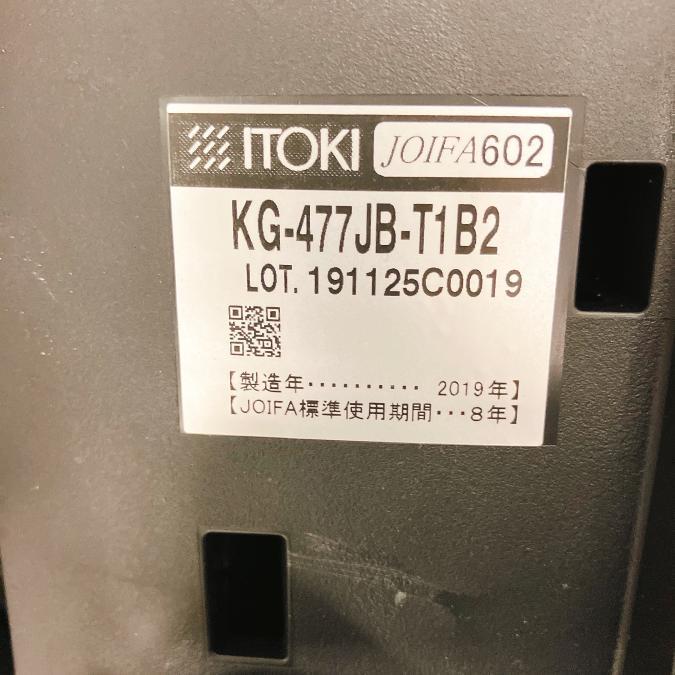 ITOKI JOIFA602
KG-477JB-T1B2
LOT. 191125C0019
【製造年·········· 2019年】
【JOIFA標準使用期間···8年】